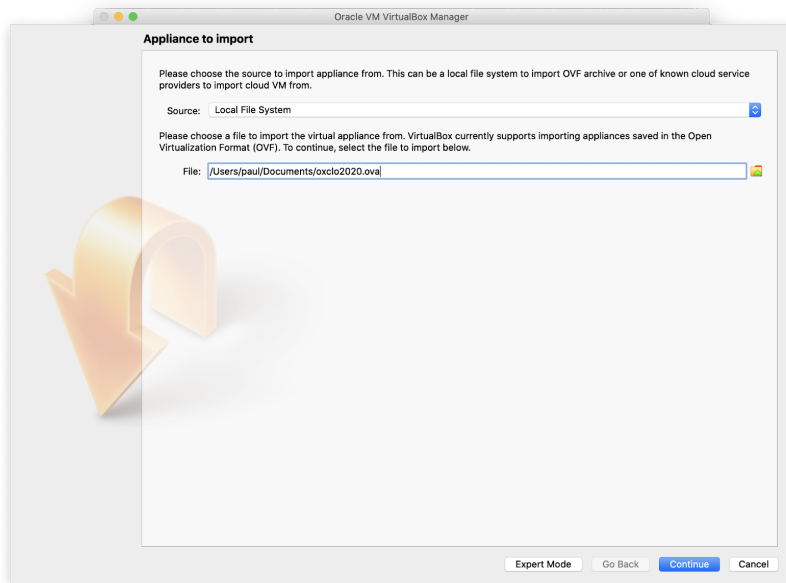 Oracle VM VirtualBox Manager
Appliance to import
Please choose the source to import appliance from. This can be a local file system to import OVF archive or one of known cloud service
providers to import cloud VM from.
Source: Local File System
Please choose a file to import the virtual appliance from. VirtualBox currently supports importing appliances saved in the Open
Virtualization Format (OVF). To continue, select the file to import below.
File: /Users/paul/Documents/oxclo2020.ova
Expert Mode Go Back Continue Cancel